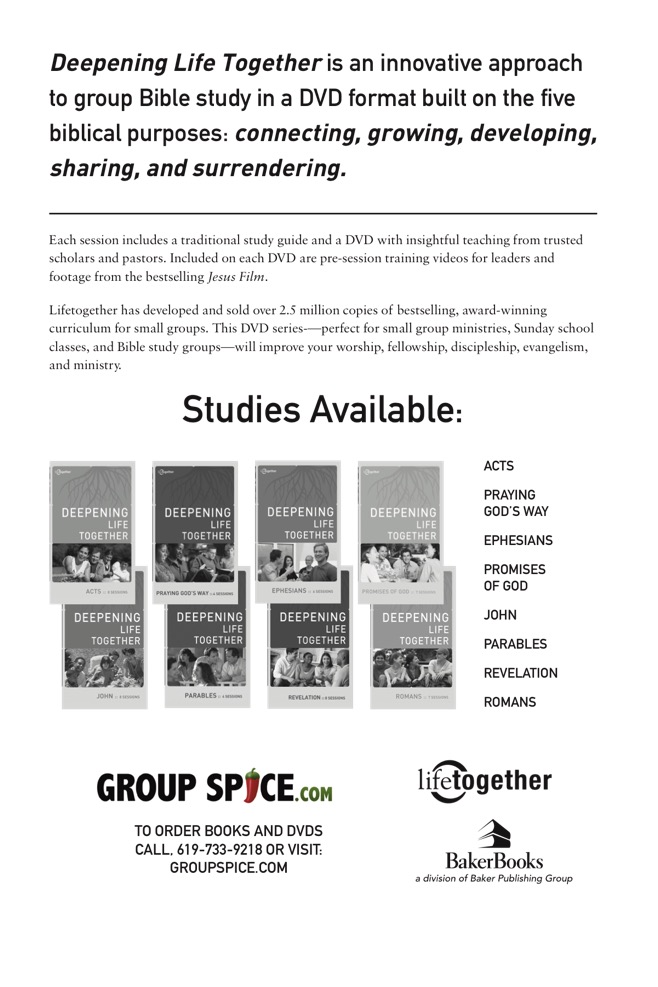 Deepening Life Together is an innovative approach
to group Bible study in a DVD format built on the five
biblical purposes: connecting, growing, developing,
sharing, and surrendering.
Each session includes a traditional study guide and a DVD with insightful teaching from trusted
scholars and pastors. Included on each DVD are pre-session training videos for leaders and
footage from the bestselling Jesus Film.
Lifetogether has developed and sold over 2.5 million copies of bestselling, award-winning
curriculum for small groups. This DVD series-—perfect for small group ministries, Sunday school
classes, and Bible study groups—will improve your worship, fellowship, discipleship, evangelism,
and ministry.
Studies Available:
DEEPENING
LIFE
TOGETHER
ACTS
DEEPENING
LIFE
TOGETHER
PRAYING GOD'S WAY
DEEPENING
LIFE
TOGETHER
EPHESIANS
DEEPENING
LIFE
TOGETHER
PROMISES OF GOD
DEEPENING
LIFE
TOGETHER
JOHN
DEEPENING
LIFE
TOGETHER
PARABLES
DEEPENING
LIFE
TOGETHER
REVELATION
DEEPENING
LIFE
TOGETHER
ROMANS
ACTS
PRAYING
GOD'S WAY
EPHESIANS
PROMISES
OF GOD
JOHN
PARABLES
REVELATION
ROMANS
GROUP SPICE.COM
TO ORDER BOOKS AND DVDS
CALL, 619-733-9218 OR VISIT:
GROUPSPICE.COM
lifetogether
BakerBooks
a division of Baker Publishing Group